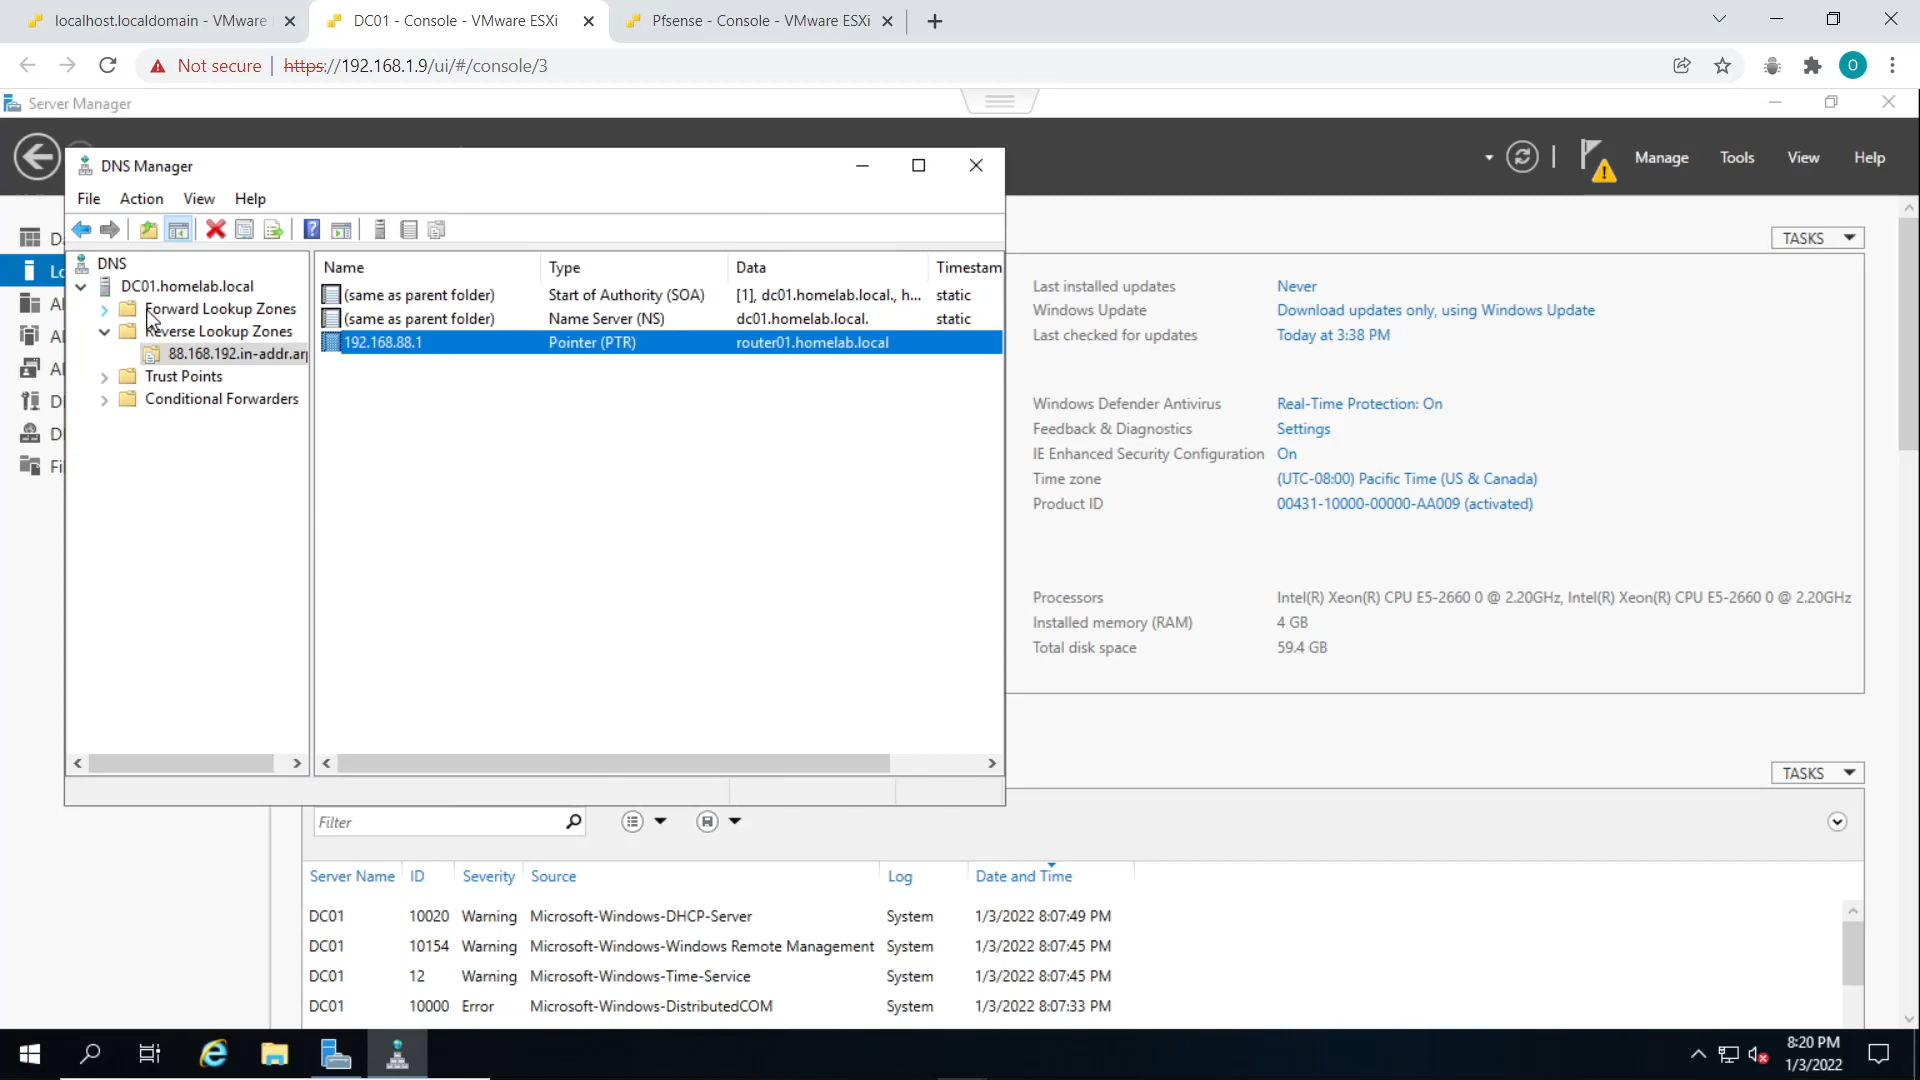 localhost.localdomain - VMware
DC01 - Console - VMware ESXi
Pfsense - Console - VMware ESXi
Not secure
https://192.168.1.9/ui/#/console/3
O
Server Manager
Manage
Tools
View
Help
DNS Manager
File
Action
View
Help
TASKS
DNS
DC01.homelab.local
Forward Lookup Zones
Reverse Lookup Zones
88.168.192.in-addr.ar
Trust Points
Conditional Forwarders
Name Type Data Timestam
(same as parent folder) Start of Authority (SOA) [1], dc01.homelab.local., h... static
(same as parent folder) Name Server (NS) dc01.homelab.local. static
192.168.88.1 Pointer (PTR) router01.homelab.local
Last installed updates Never
Windows Update Download updates only, using Windows Update
Last checked for updates Today at 3:38 PM
Windows Defender Antivirus Real-Time Protection: On
Feedback & Diagnostics Settings
IE Enhanced Security Configuration On
Time zone (UTC-08:00) Pacific Time (US & Canada)
Product ID 00431-10000-00000-AA009 (activated)
Processors Intel(R) Xeon(R) CPU E5-2660 0 @ 2.20GHz, Intel(R) Xeon(R) CPU E5-2660 0 @ 2.20GHz
Installed memory (RAM) 4 GB
Total disk space 59.4 GB
TASKS
Filter
Server Name ID Severity Source Log Date and Time
DC01 10020 Warning Microsoft-Windows-DHCP-Server System 1/3/2022 8:07:49 PM
DC01 10154 Warning Microsoft-Windows-Windows Remote Management System 1/3/2022 8:07:45 PM
DC01 12 Warning Microsoft-Windows-Time-Service System 1/3/2022 8:07:45 PM
DC01 10000 Error Microsoft-Windows-DistributedCOM System 1/3/2022 8:07:33 PM
8:20 PM
1/3/2022